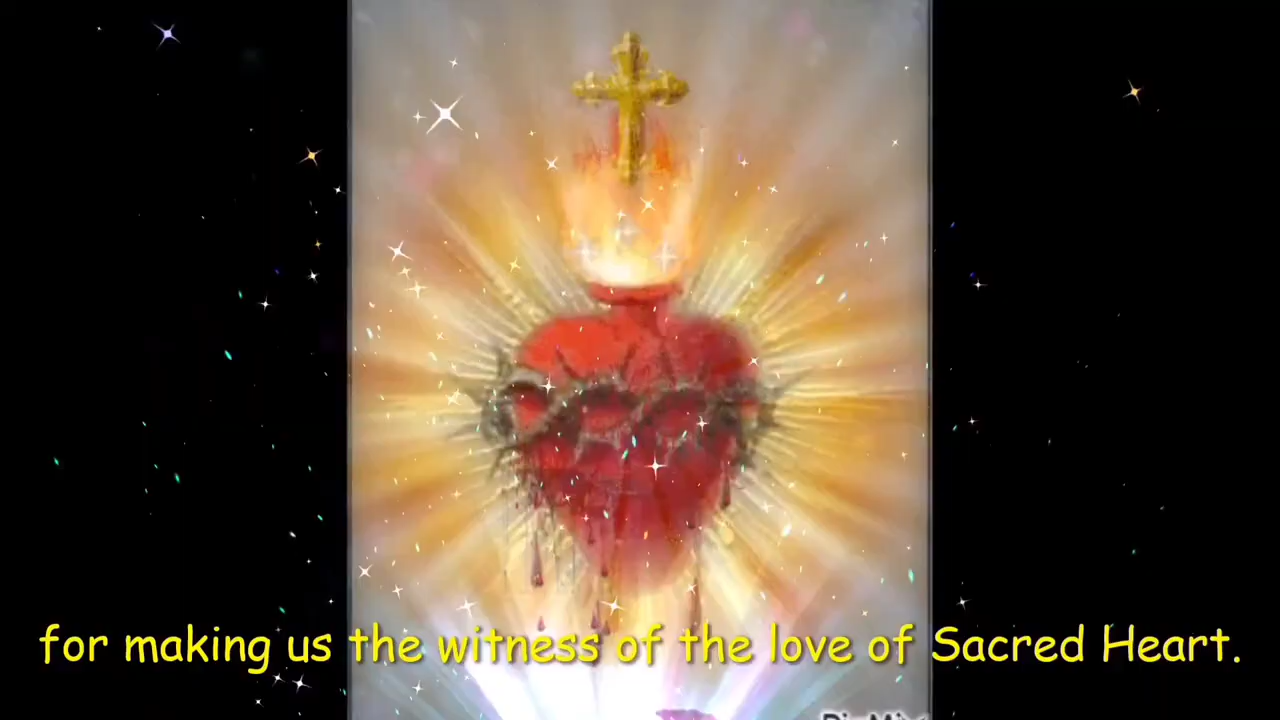 for making us the witness of the love of Sacred Heart.